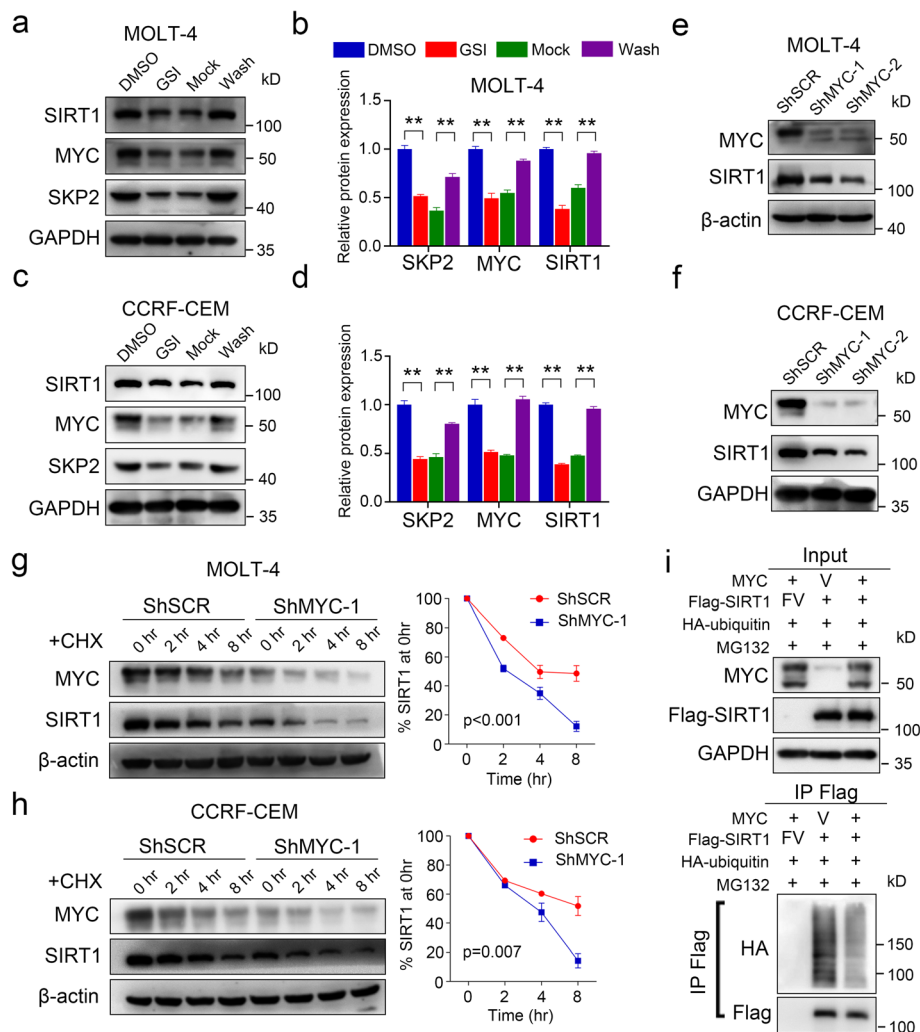 a
MOLT-4
DMSO GSI Mock Wash
kD
SIRT1
100
MYC
50
SKP2
40
GAPDH
35
b
DMSO GSI Mock Wash
MOLT-4
Relative protein expression
1.5
1.0
0.5
0.0
** ** ** ** ** **
SKP2 MYC SIRT1
c
CCRF-CEM
DMSO GSI Mock Wash
kD
SIRT1
100
MYC
50
SKP2
40
GAPDH
35
d
Relative protein expression
1.5
1.0
0.5
0.0
** ** ** ** ** **
SKP2 MYC SIRT1
e
MOLT-4
ShSCR ShMYC-1 ShMYC-2
kD
MYC
50
SIRT1
100
β-actin
40
f
CCRF-CEM
ShSCR ShMYC-1 ShMYC-2
kD
MYC
50
SIRT1
100
GAPDH
35
g
MOLT-4
ShSCR ShMYC-1
+CHX 0 hr 2 hr 4 hr 8 hr 0 hr 2 hr 4 hr 8 hr
MYC
SIRT1
β-actin
% SIRT1 at 0hr
100
80
60
40
20
0
ShSCR
ShMYC-1
p<0.001
0 2 4 8
Time (hr)
h
CCRF-CEM
ShSCR ShMYC-1
+CHX 0 hr 2 hr 4 hr 8 hr 0 hr 2 hr 4 hr 8 hr
MYC
SIRT1
β-actin
% SIRT1 at 0hr
100
80
60
40
20
0
ShSCR
ShMYC-1
p=0.007
0 2 4 8
Time (hr)
i
Input
MYC + V +
Flag-SIRT1 FV + +
HA-ubiquitin + + +
MG132 + + +
kD
MYC
50
Flag-SIRT1
100
GAPDH
35
IP Flag
MYC + V +
Flag-SIRT1 FV + +
HA-ubiquitin + + +
MG132 + + +
kD
IP Flag
HA
150
100
Flag
100